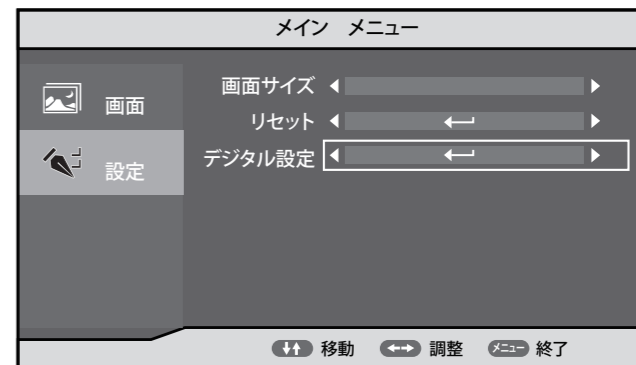 メイン メニュー
画面
設定
画面サイズ
リセット
デジタル設定
移動 調整 メニュー 終了